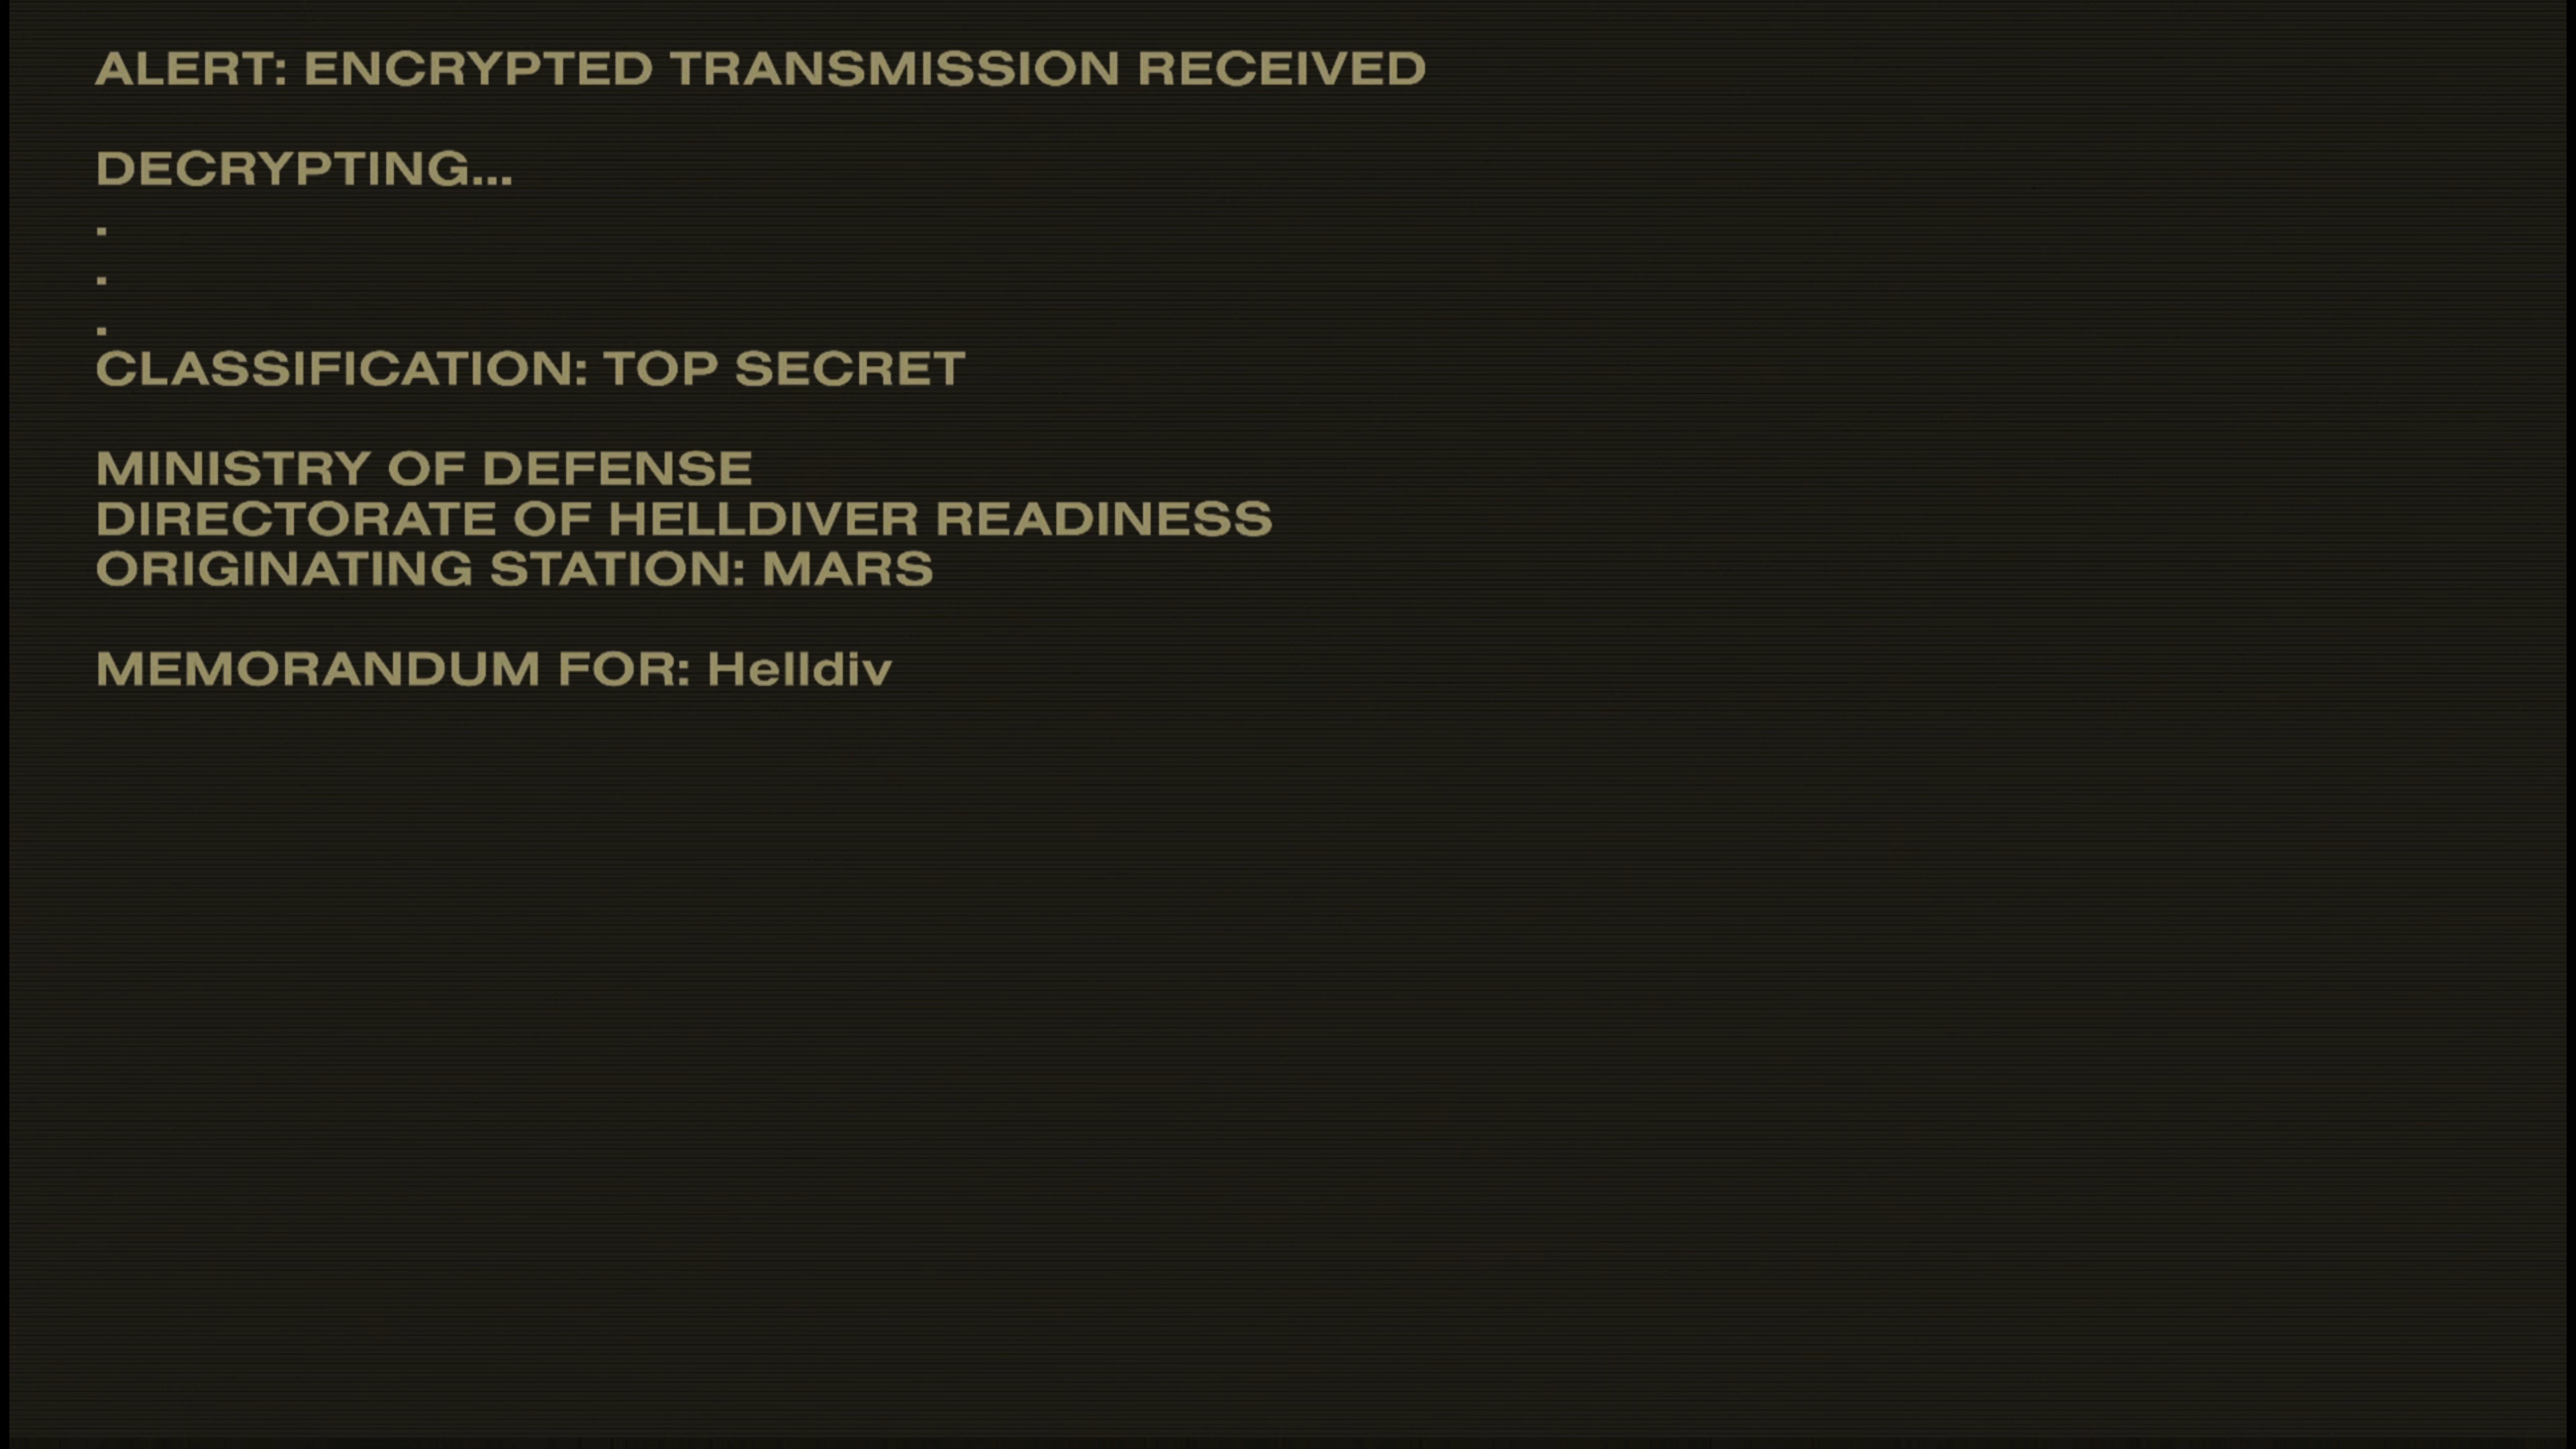 ALERT: ENCRYPTED TRANSMISSION RECEIVED
DECRYPTING...
.
.
.
CLASSIFICATION: TOP SECRET
MINISTRY OF DEFENSE
DIRECTORATE OF HELLDIVER READINESS
ORIGINATING STATION: MARS
MEMORANDUM FOR: Helldiv